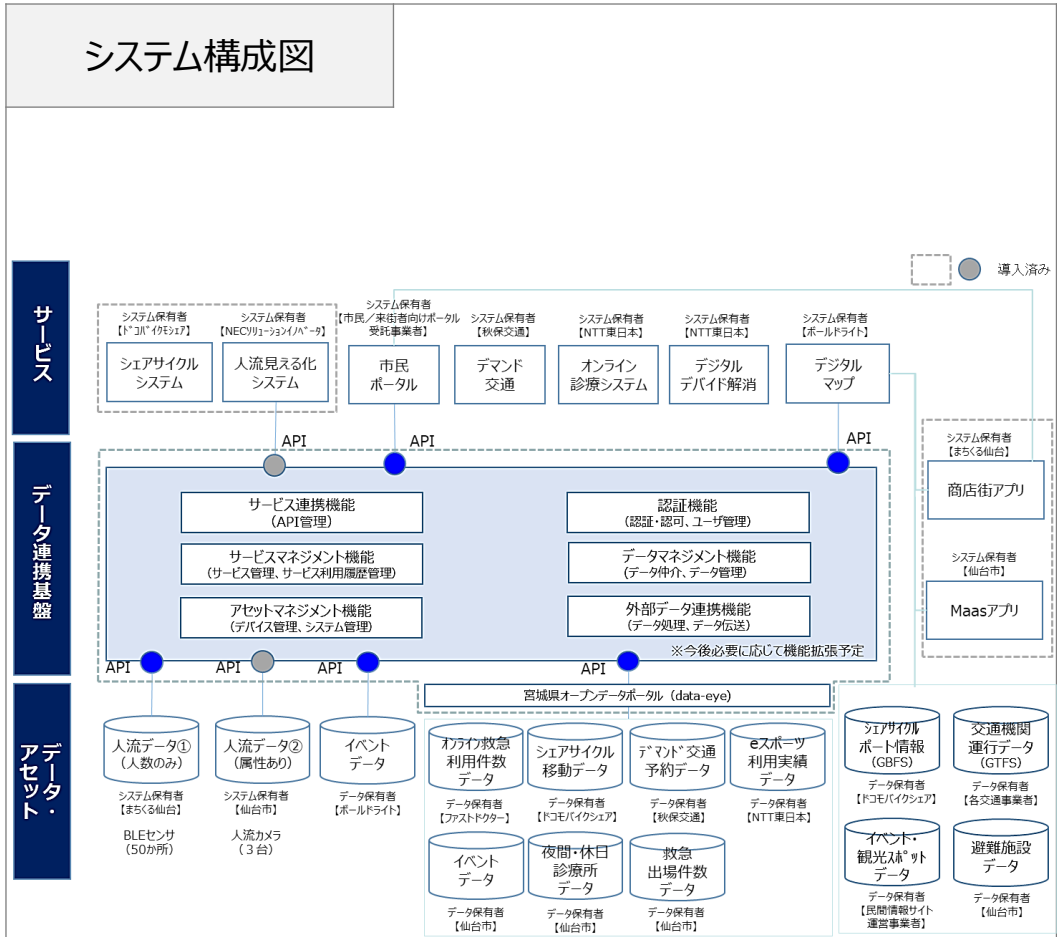 システム構成図
導入済み
サービス
システム保有者
【ﾄﾞｺﾊﾞｲｸｼｪｱ】
シェアサイクル
システム
システム保有者
【NECソリューションイノベータ】
人流見える化
システム
システム保有者
【市民／来街者向けポータル
受託事業者】
市民
ポータル
システム保有者
【秋保交通】
デマンド
交通
システム保有者
【NTT東日本】
オンライン
診療システム
システム保有者
【NTT東日本】
デジタル
デバイド解消
システム保有者
【ボールドライト】
デジタル
マップ
API
API
API
システム保有者
【まちくる仙台】
商店街アプリ
システム保有者
【仙台市】
Maasアプリ
データ連携基盤
サービス連携機能
（API管理）
認証機能
（認証・認可、ユーザ管理）
サービスマネジメント機能
（サービス管理、サービス利用履歴管理）
データマネジメント機能
（データ仲介、データ管理）
アセットマネジメント機能
（デバイス管理、システム管理）
外部データ連携機能
（データ処理、データ伝送）
※今後必要に応じて機能拡張予定
API
API
API
API
宮城県オープンデータポータル（data-eye)
データ・
アセット
人流データ①
（人数のみ）
システム保有者
【まちくる仙台】
BLEセンサ
（50か所）
人流データ②
（属性あり）
システム保有者
【仙台市】
人流カメラ
（３台）
イベント
データ
データ保有者
【ボールドライト】
ｵﾝﾗｲﾝ救急
利用件数
データ
データ保有者
【ファストドクター】
シェアサイクル
移動データ
データ保有者
【ドコモバイクシェア】
ﾃﾞﾏﾝﾄﾞ交通
予約データ
データ保有者
【秋保交通】
eスポーツ
利用実績
データ
データ保有者
【NTT東日本】
イベント
データ
データ保有者
【仙台市】
夜間・休日
診療所
データ
データ保有者
【仙台市】
救急
出場件数
データ
データ保有者
【仙台市】
ｼｪｱｻｲｸﾙ
ポート情報
(GBFS)
データ保有者
【ドコモバイクシェア】
交通機関
運行データ
(GTFS)
データ保有者
【各交通事業者】
イベント・
観光ｽﾎﾟｯﾄ
データ
データ保有者
【民間情報サイト
運営事業者】
避難施設
データ
データ保有者
【仙台市】